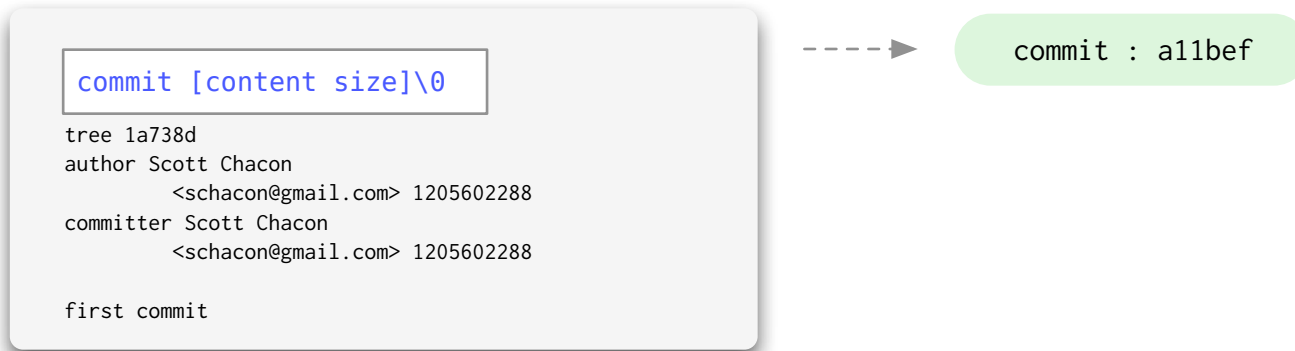 commit [content size]\0
tree 1a738d
author Scott Chacon
<schacon@gmail.com> 1205602288
committer Scott Chacon
<schacon@gmail.com> 1205602288
first commit
commit : a11bef